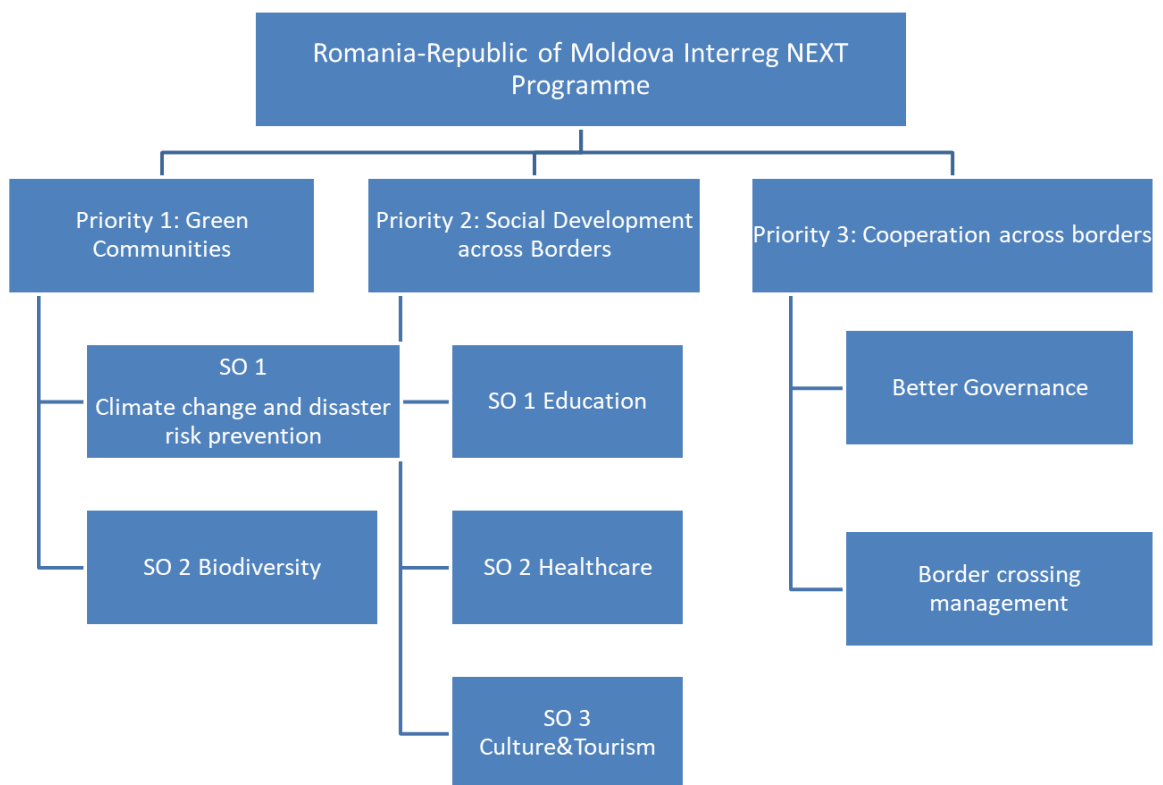 Romania-Republic of Moldova Interreg NEXT
Programme
Priority 1: Green
Communities
Priority 2: Social Development
across Borders
Priority 3: Cooperation across borders
SO 1
Climate change and disaster
risk prevention
SO 2 Biodiversity
SO 1 Education
SO 2 Healthcare
SO 3
Culture&Tourism
Better Governance
Border crossing
management